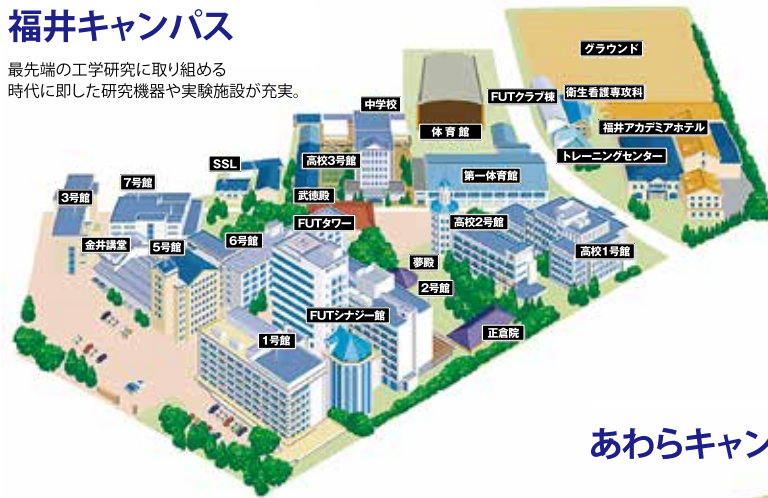 福井キャンパス
最先端の工学研究に取り組める
時代に即した研究機器や実験施設が充実。
グラウンド
中学校
FUTクラブ棟
衛生看護専攻科
体育館
福井アカデミアホテル
高校3号館
トレーニングセンター
SSL
第一体育館
7号館
3号館
武徳殿
FUTタワー
高校2号館
金井講堂
5号館
6号館
高校1号館
夢殿
2号館
FUTシナジー館
正倉院
1号館
あわらキャン